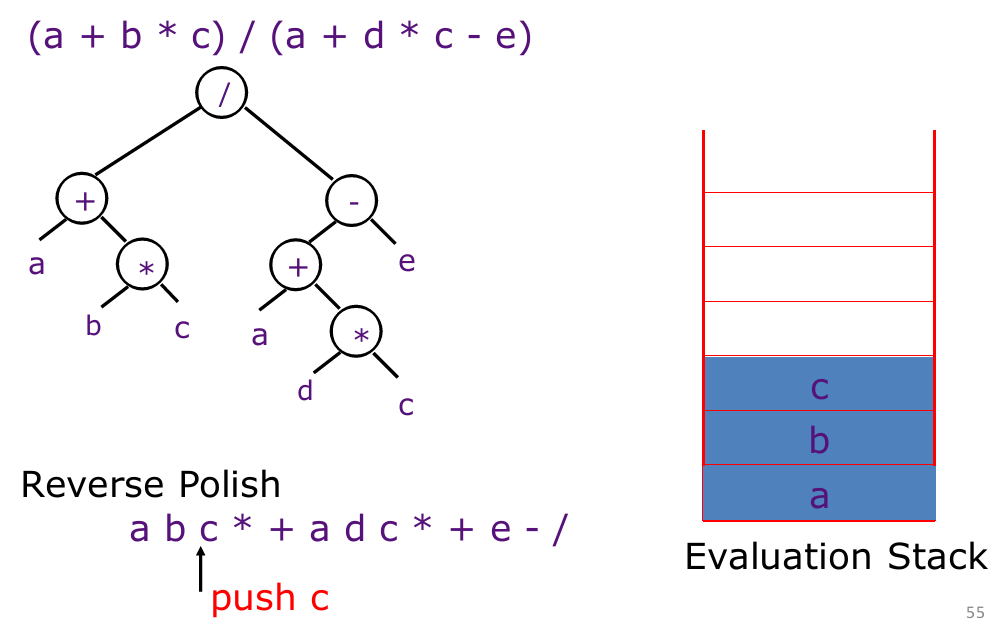 (a + b * c) / (a + d * c - e)
/
+
-
a
*
+
e
b
c
a
*
d
c
c
b
a
Reverse Polish
a b c * + a d c * + e - /
push c
Evaluation Stack
55